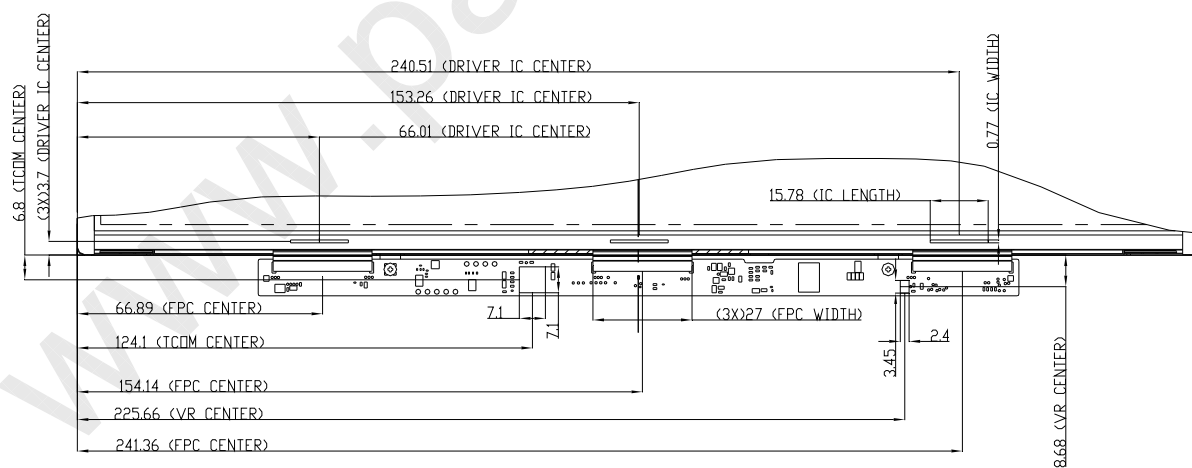 www.pa
240.51 (DRIVER IC CENTER)
153.26 (DRIVER IC CENTER)
66.01 (DRIVER IC CENTER)
6.8 (TCOM CENTER)
(3X)3.7 (DRIVER IC CENTER)
0.77 (IC WIDTH)
15.78 (IC LENGTH)
66.89 (FPC CENTER)
7.1
7.1
(3X)27 (FPC WIDTH)
124.1 (TCOM CENTER)
3.45
2.4
154.14 (FPC CENTER)
225.66 (VR CENTER)
241.36 (FPC CENTER)
8.68 (VR CENTER)